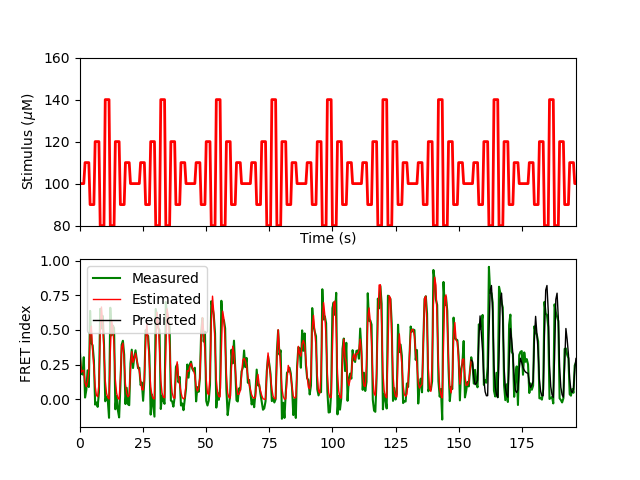 160
140
120
100
80
Stimulus (μM)
Time (s)
1.00
0.75
0.50
0.25
0.00
FRET index
Measured
Estimated
Predicted
0 25 50 75 100 125 150 175